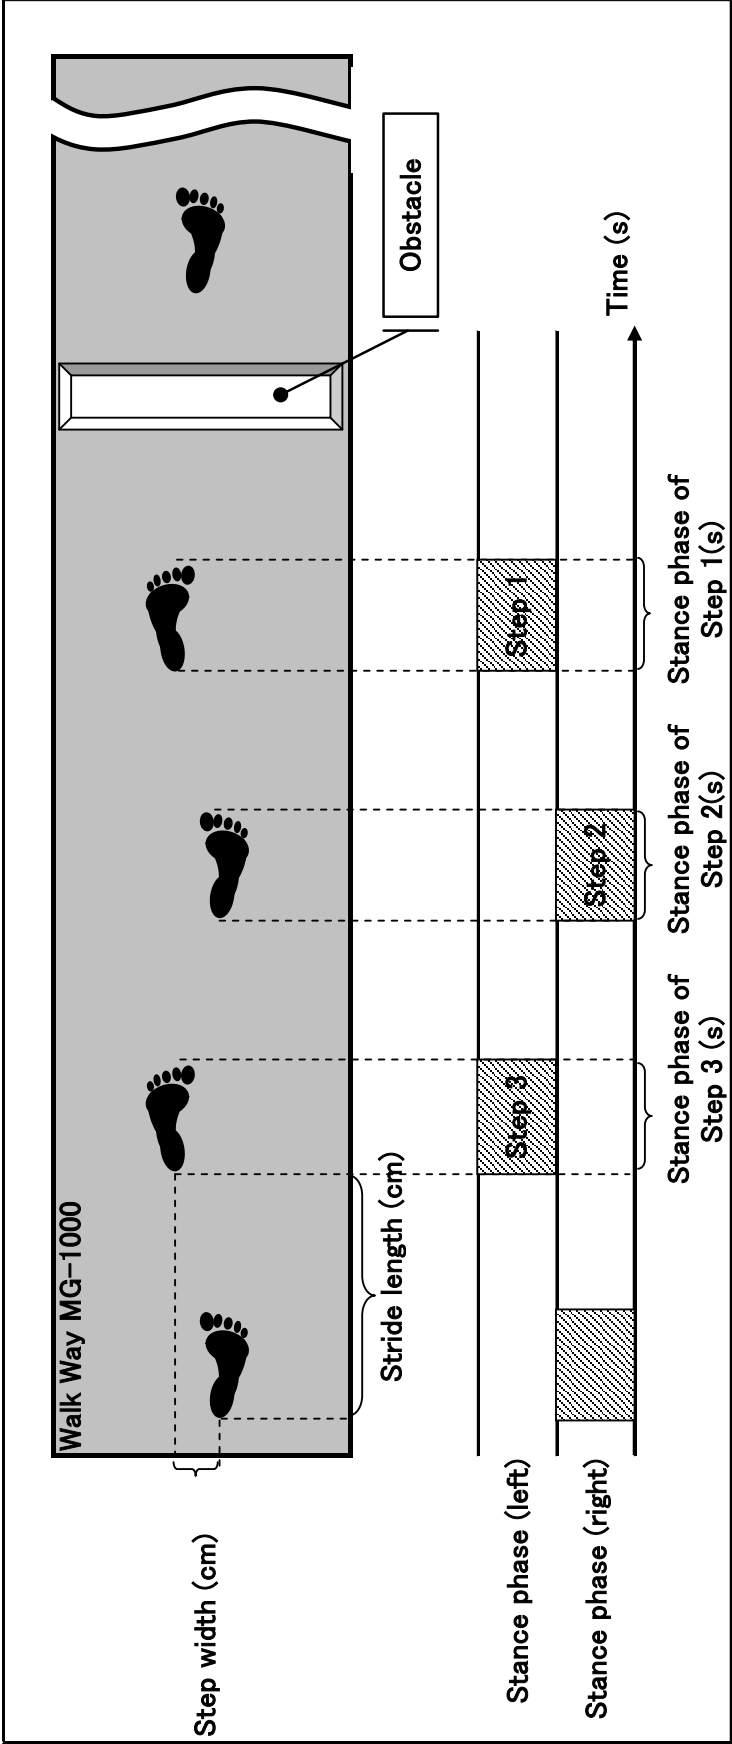 Walk Way MG-1000
Obstacle
Step width (cm)
Stride length (cm)
Stance phase (left)
Step 3
Step 1
Stance phase (right)
Step 2
Time (s)
Stance phase of
Step 3 (s)
Stance phase of
Step 2(s)
Stance phase of
Step 1(s)